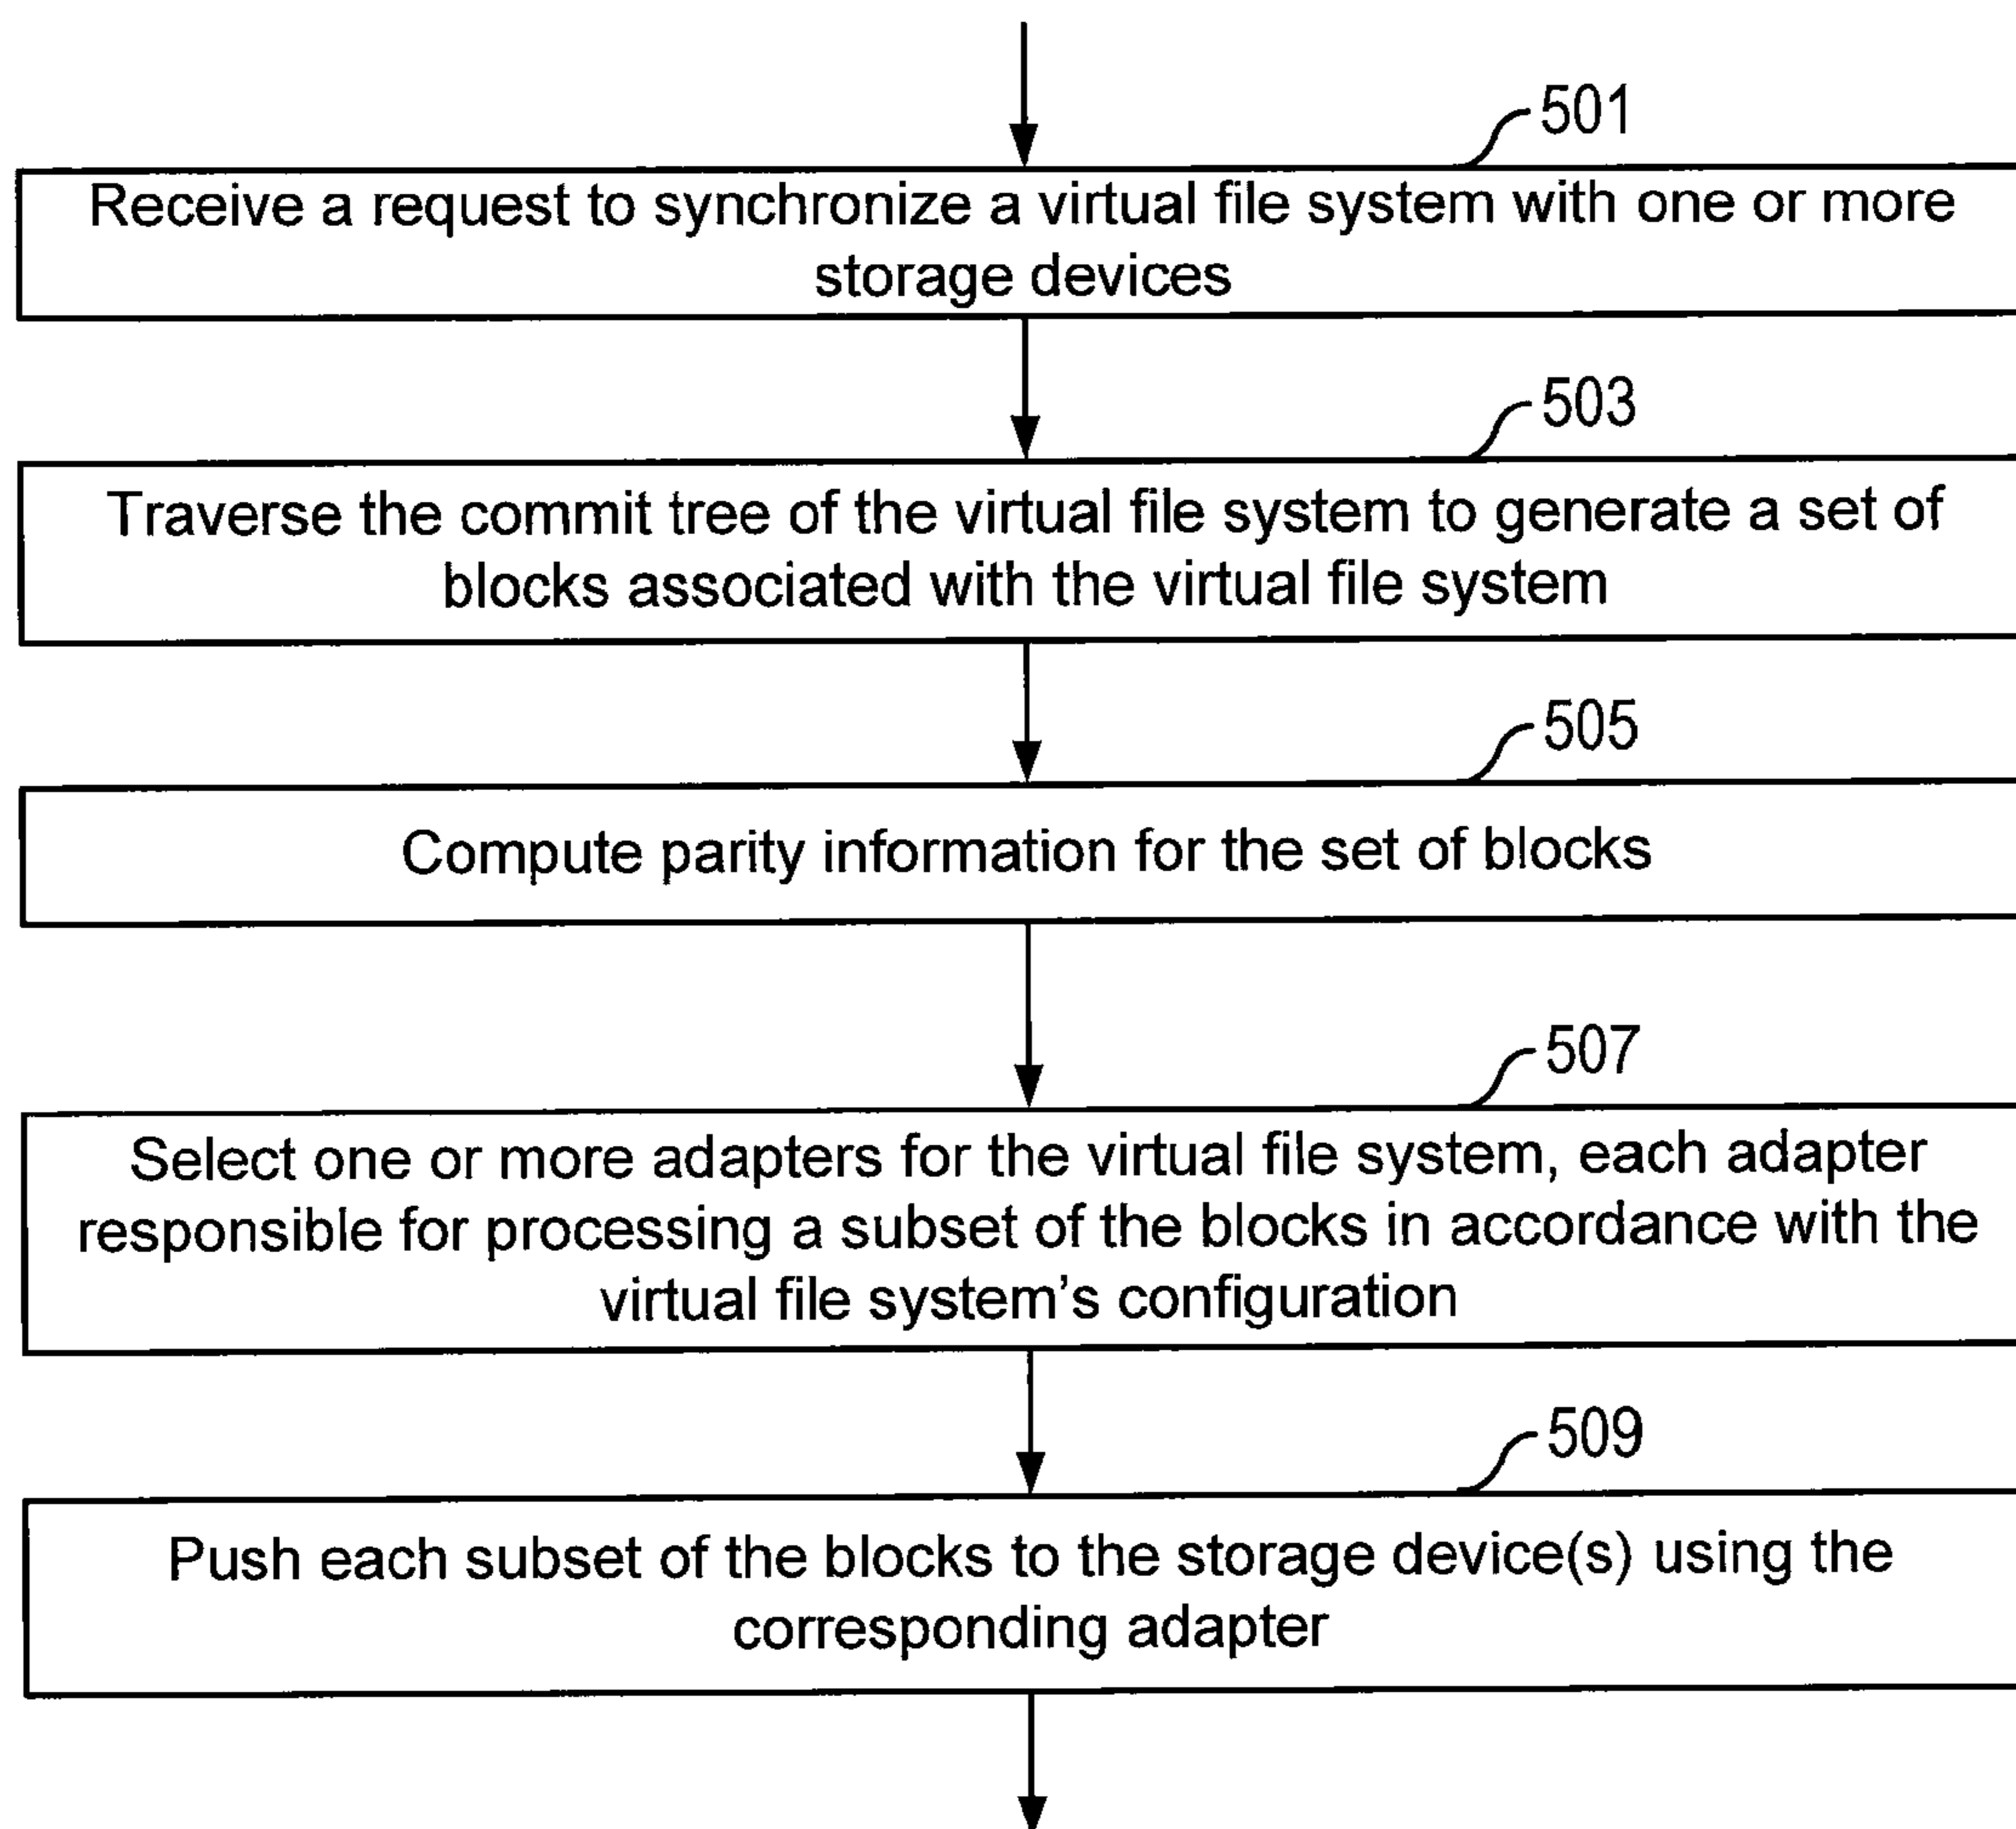 501
Receive a request to synchronize a virtual file system with one or more
storage devices
503
Traverse the commit tree of the virtual file system to generate a set of
blocks associated with the virtual file system
505
Compute parity information for the set of blocks
507
Select one or more adapters for the virtual file system, each adapter
responsible for processing a subset of the blocks in accordance with the
virtual file system's configuration
509
Push each subset of the blocks to the storage device(s) using the
corresponding adapter